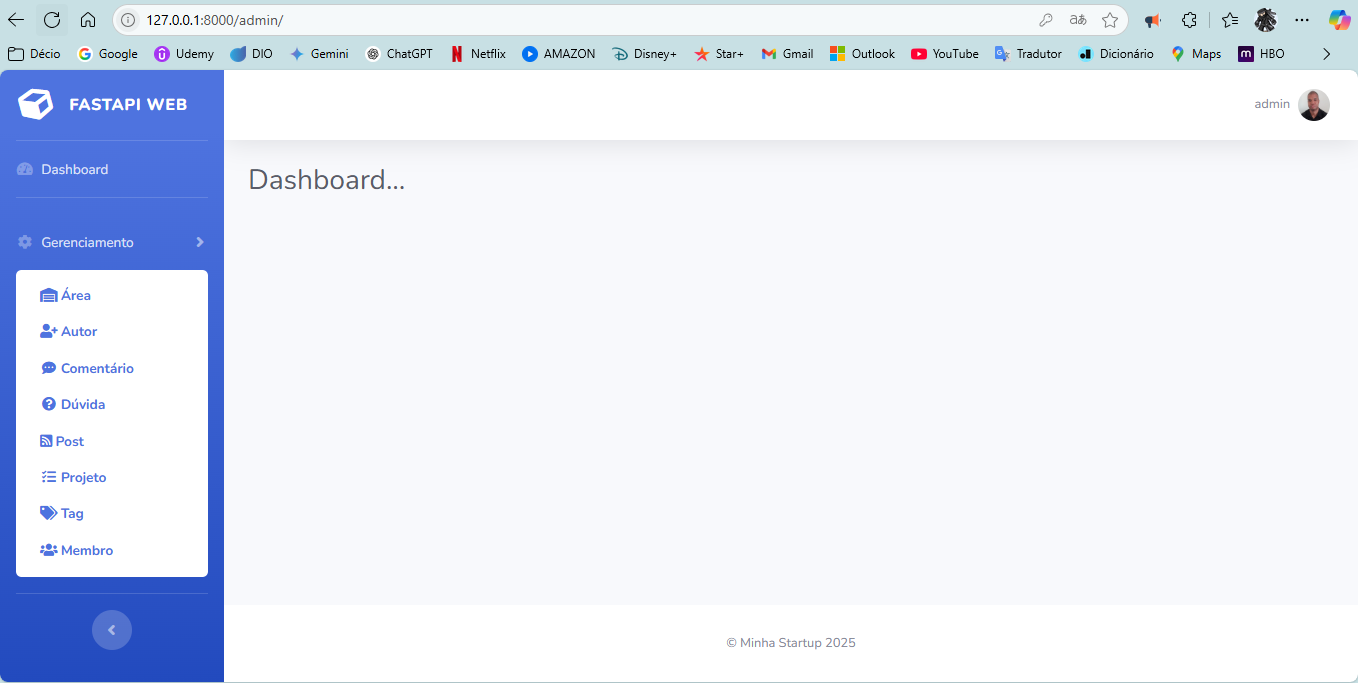 127.0.0.1:8000/admin/
Décio Google Udemy DIO Gemini ChatGPT Netflix AMAZON Disney+ Star+ Gmail Outlook YouTube Tradutor Dicionário Maps HBO
FASTAPI WEB
admin
Dashboard
Dashboard...
Gerenciamento
Área
Autor
Comentário
Dúvida
Post
Projeto
Tag
Membro
© Minha Startup 2025